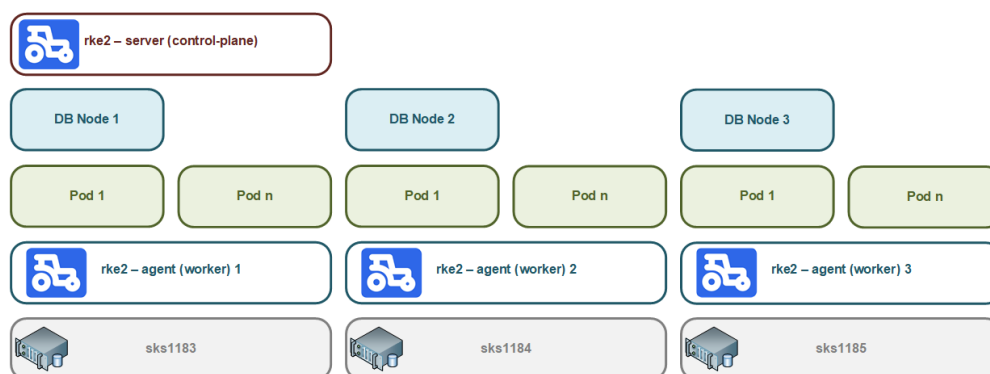 rke2 – server (control-plane)
DB Node 1
DB Node 2
DB Node 3
Pod 1
Pod n
Pod 1
Pod n
Pod 1
Pod n
rke2 – agent (worker) 1
rke2 – agent (worker) 2
rke2 – agent (worker) 3
sks1183
sks1184
sks1185